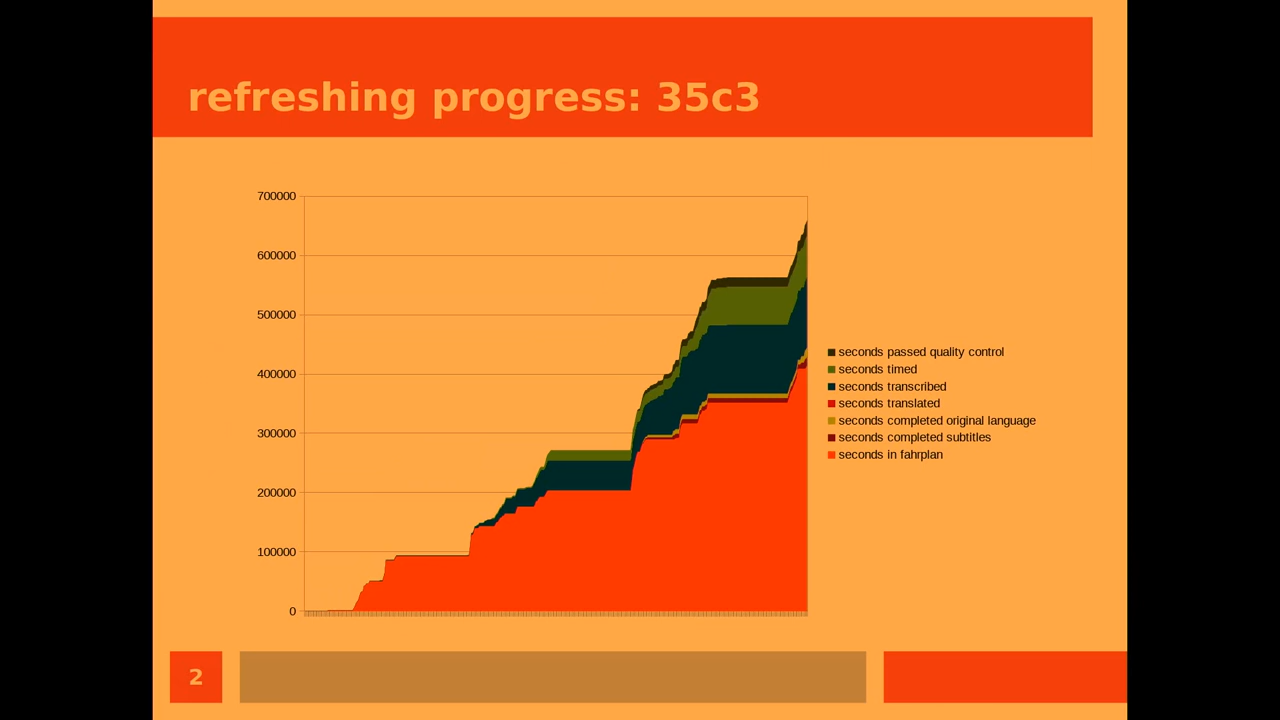 refreshing progress: 35c3
700000
600000
500000
400000
300000
200000
100000
0
seconds passed quality control
seconds timed
seconds transcribed
seconds translated
seconds completed original language
seconds completed subtitles
seconds in fahrplan
2